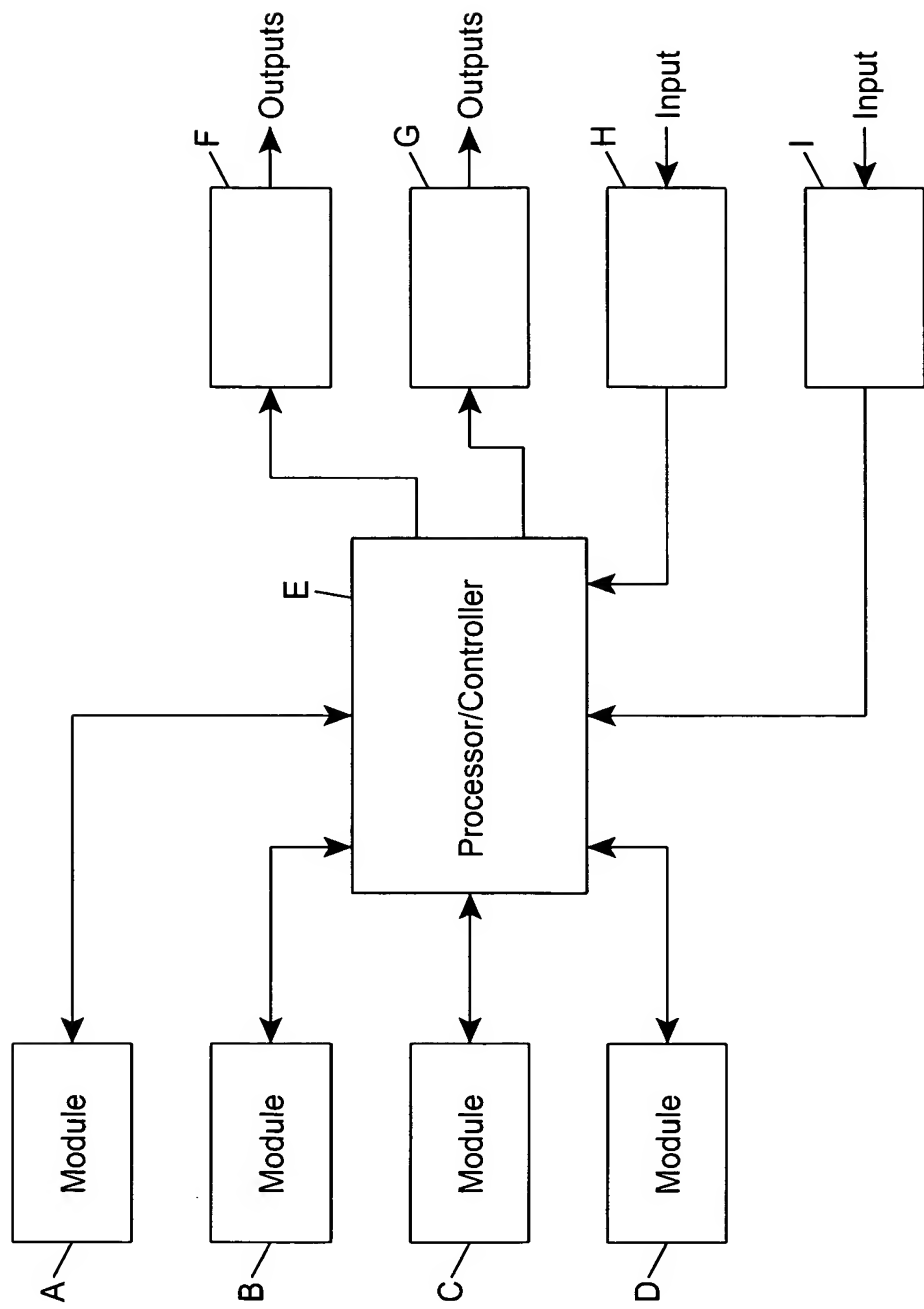 A
Module
B
Module
C
Module
D
Module
E
Processor/Controller
F
Outputs
G
Outputs
H
Input
I
Input